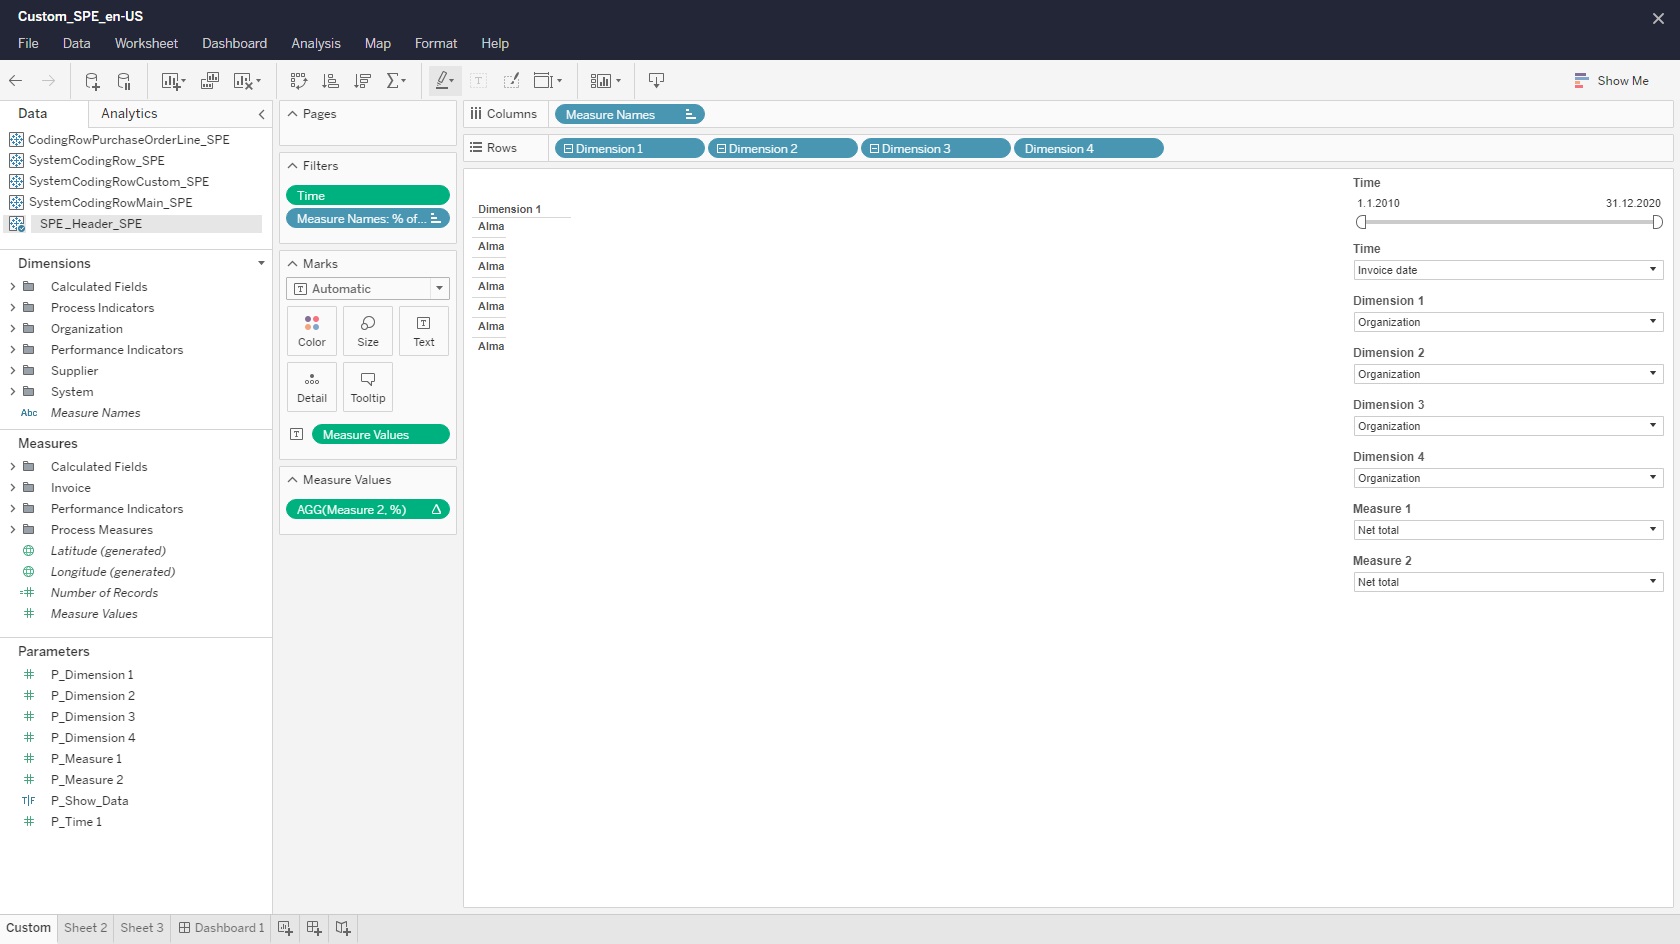 Custom_SPE_en-US
File Data Worksheet Dashboard Analysis Map Format Help
Show Me
Data Analytics
CodingRowPurchaseOrderLine_SPE
SystemCodingRow_SPE
SystemCodingRowCustom_SPE
SystemCodingRowMain_SPE
SPE_Header_SPE
Dimensions
Calculated Fields
Process Indicators
Organization
Performance Indicators
Supplier
System
Abc Measure Names
Measures
Calculated Fields
Invoice
Performance Indicators
Process Measures
Latitude (generated)
Longitude (generated)
=# Number of Records
# Measure Values
Parameters
# P_Dimension 1
# P_Dimension 2
# P_Dimension 3
# P_Dimension 4
# P_Measure 1
# P_Measure 2
T|F P_Show_Data
# P_Time 1
Pages
Filters
Time
Measure Names: % of...
Marks
T Automatic
Color Size Text
Detail Tooltip
T Measure Values
Measure Values
AGG(Measure 2, %) Δ
Columns Measure Names
Rows Dimension 1 Dimension 2 Dimension 3 Dimension 4
Dimension 1
Alma
Alma
Alma
Alma
Alma
Alma
Alma
Time
1.1.2010 31.12.2020
Time
Invoice date
Dimension 1
Organization
Dimension 2
Organization
Dimension 3
Organization
Dimension 4
Organization
Measure 1
Net total
Measure 2
Net total
Custom Sheet 2 Sheet 3 Dashboard 1